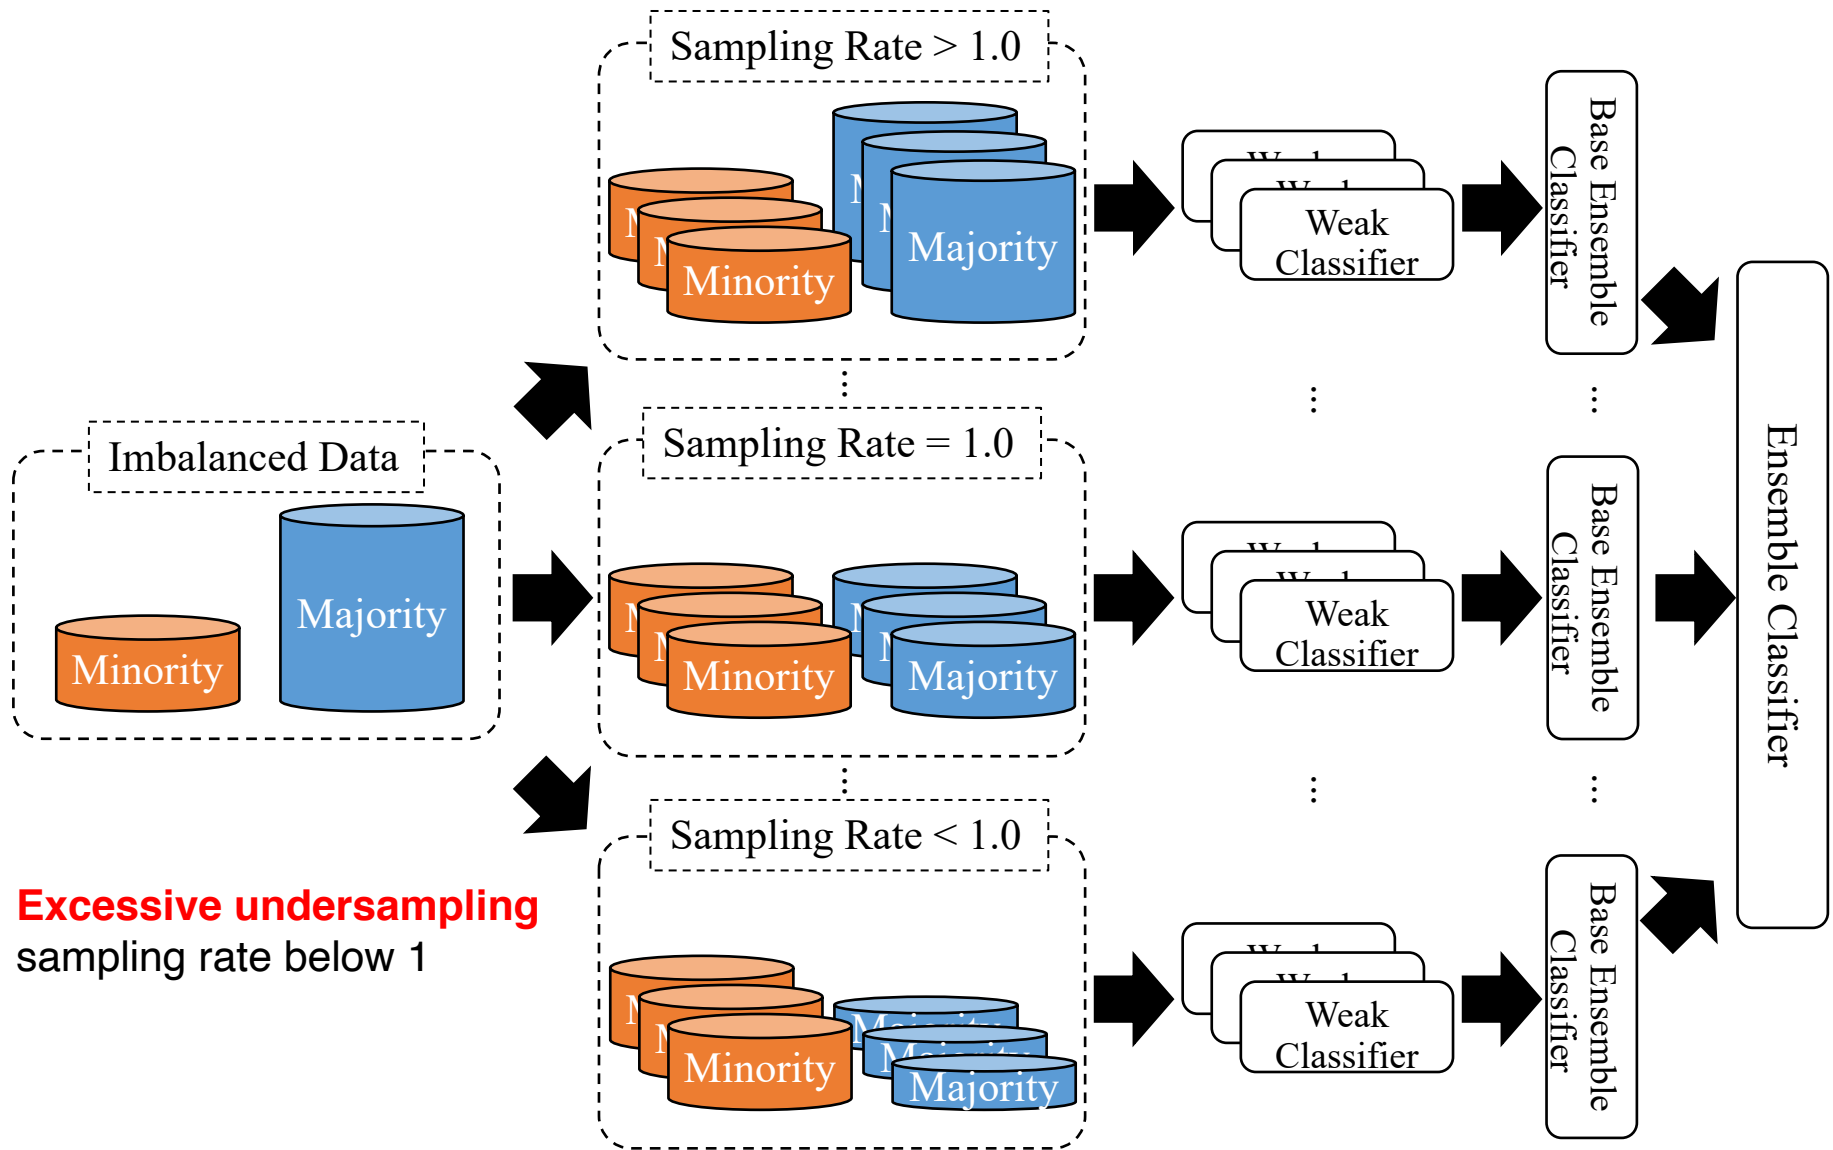 Imbalanced Data
Minority
Majority
Excessive undersampling
sampling rate below 1
Sampling Rate > 1.0
Minority
Majority
Weak
Classifier
Base Ensemble
Classifier
Sampling Rate = 1.0
Minority
Majority
Weak
Classifier
Base Ensemble
Classifier
Sampling Rate < 1.0
Majority
Majority
Minority
Majority
Weak
Classifier
Base Ensemble
Classifier
Ensemble Classifier